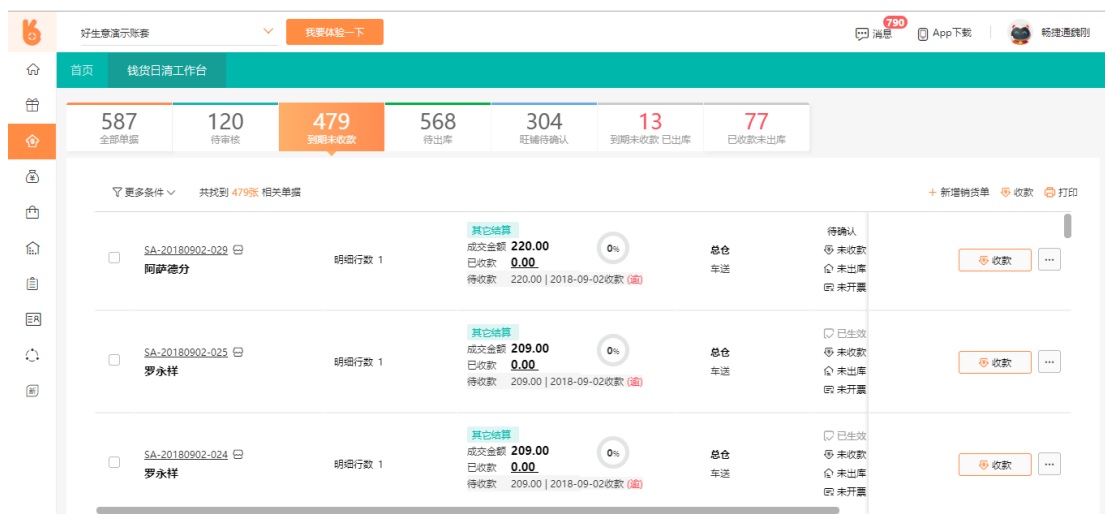 好生意演示账套 我要体验一下 消息 790 App下载 畅捷通魏刚
首页 钱货日清工作台
587 120 479 568 304 13 77
全部单据 待审核 到期未收款 待出库 旺铺待确认 到期未收款 已出库 已收款未出库
更多条件 共找到 479张 相关单据 + 新增销货单 收款 打印
其它结算 待确认
SA-20180902-029 成交金额 220.00 0% 总仓 未收款
阿萨德分 明细行数 1 已收款 0.00 车送 未出库 收款 ...
待收款 220.00 | 2018-09-02收款 (逾) 未开票
其它结算 已生效
SA-20180902-025 成交金额 209.00 0% 总仓 未收款
罗永样 明细行数 1 已收款 0.00 车送 未出库 收款 ...
待收款 209.00 | 2018-09-02收款 (逾) 未开票
其它结算 已生效
SA-20180902-024 成交金额 209.00 0% 总仓 未收款
罗永样 明细行数 1 已收款 0.00 车送 未出库 收款 ...
待收款 209.00 | 2018-09-02收款 (逾) 未开票